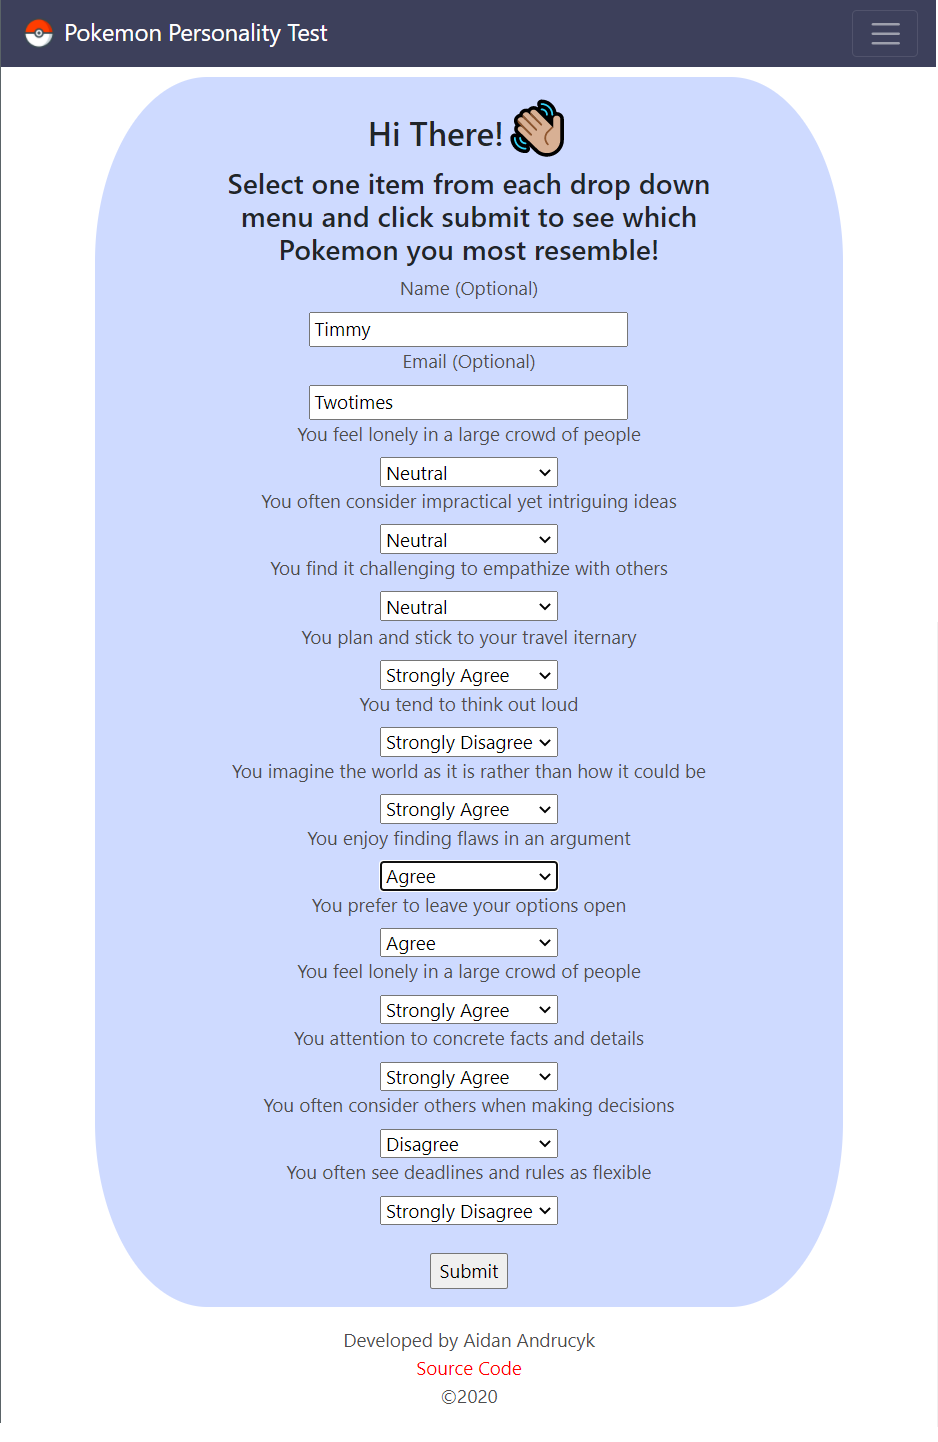 Pokemon Personality Test
Hi There!
Select one item from each drop down
menu and click submit to see which
Pokemon you most resemble!
Name (Optional)
Timmy
Email (Optional)
Twotimes
You feel lonely in a large crowd of people
Neutral
You often consider impractical yet intriguing ideas
Neutral
You find it challenging to empathize with others
Neutral
You plan and stick to your travel iternary
Strongly Agree
You tend to think out loud
Strongly Disagree
You imagine the world as it is rather than how it could be
Strongly Agree
You enjoy finding flaws in an argument
Agree
You prefer to leave your options open
Agree
You feel lonely in a large crowd of people
Strongly Agree
You attention to concrete facts and details
Strongly Agree
You often consider others when making decisions
Disagree
You often see deadlines and rules as flexible
Strongly Disagree
Submit
Developed by Aidan Andrucyk
Source Code
©2020